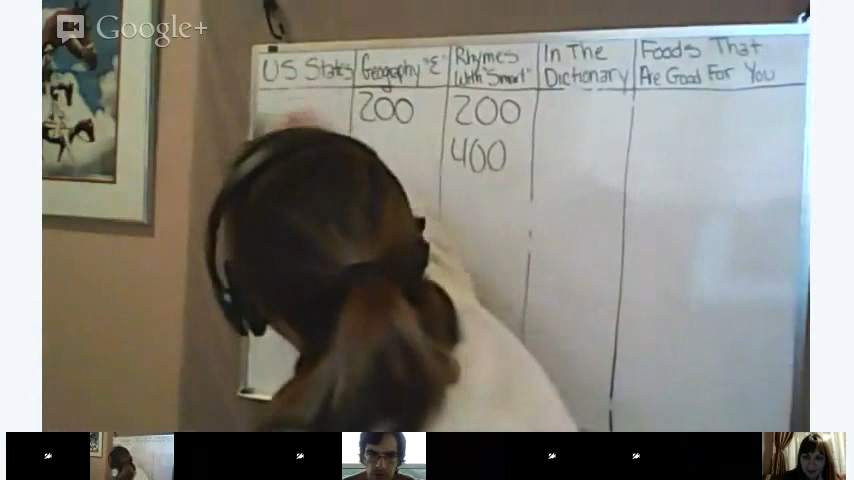 Google+
US States
Geography "E"
Rhymes
With "Smart"
In The
Dictionary
Foods That
Are Good For You
200
200
400